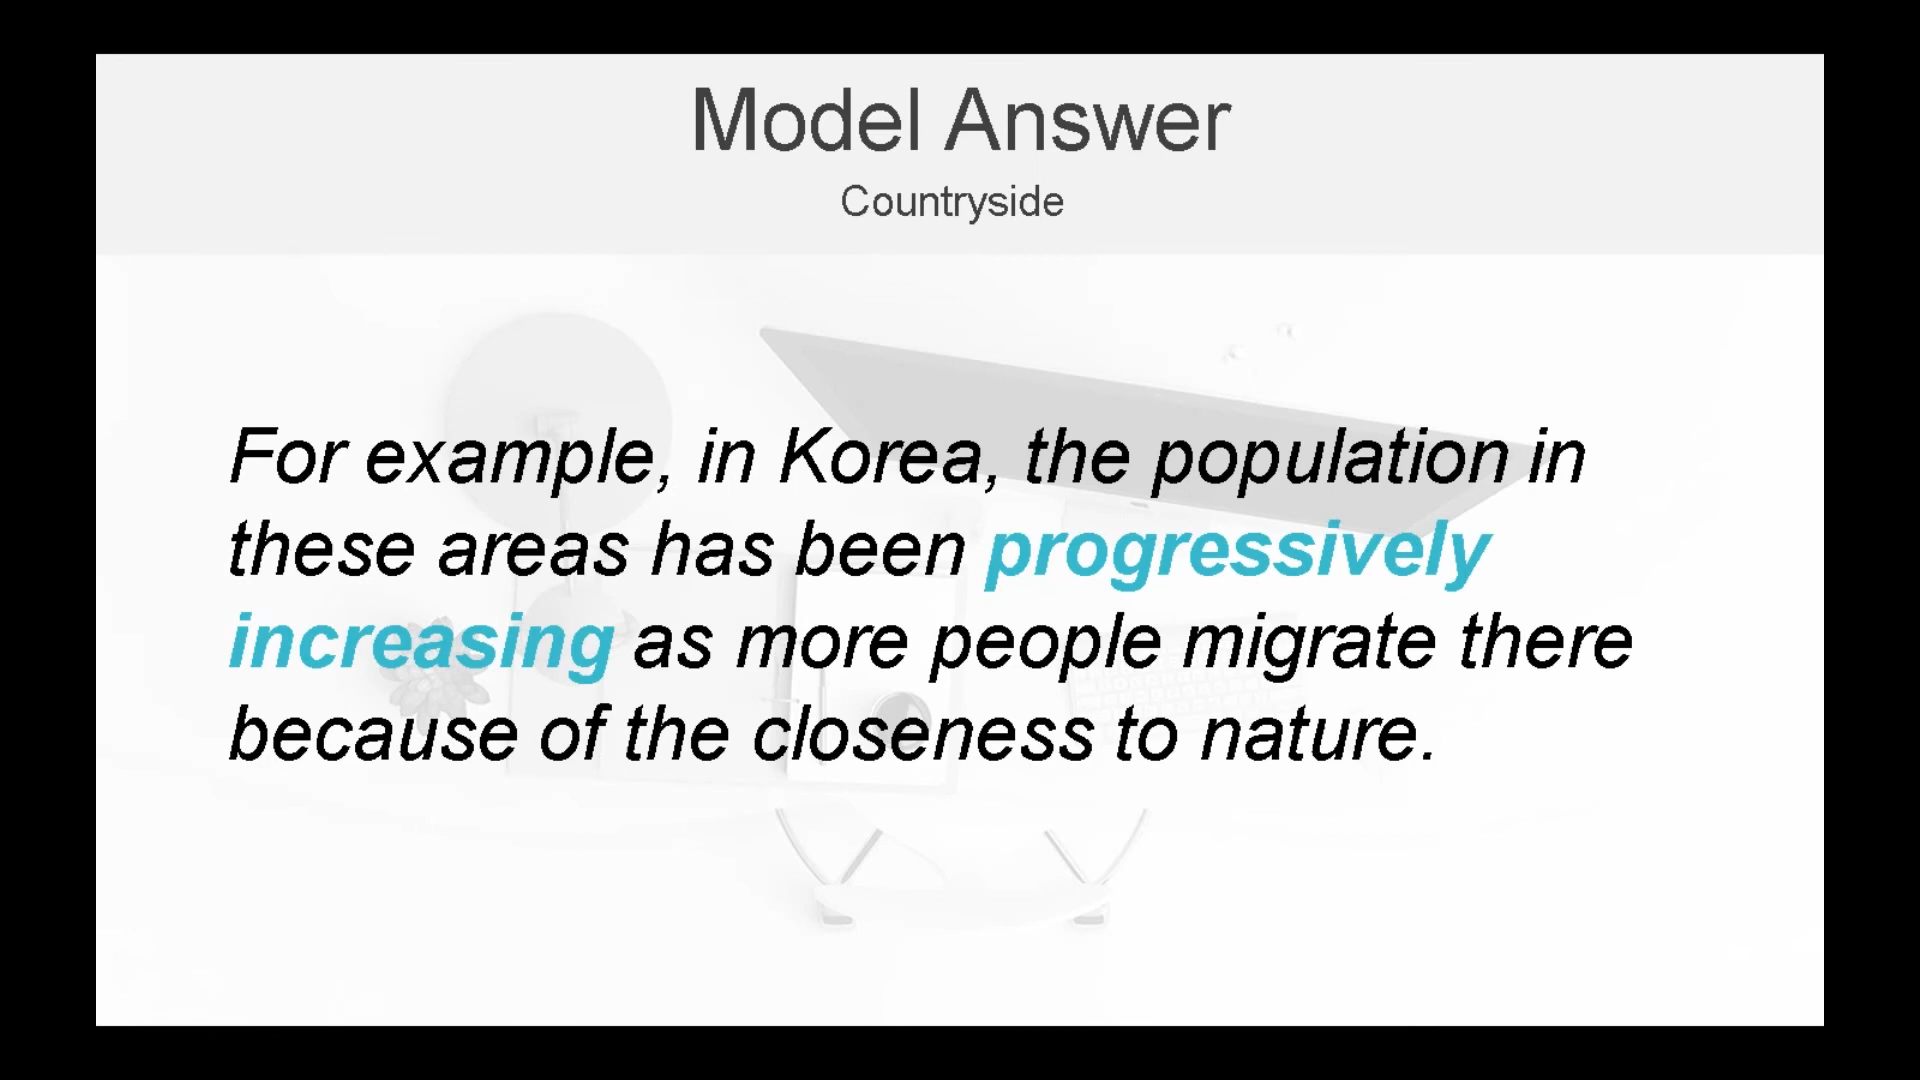 Model Answer
Countryside
For example, in Korea, the population in
these areas has been progressively
increasing as more people migrate there
because of the closeness to nature.